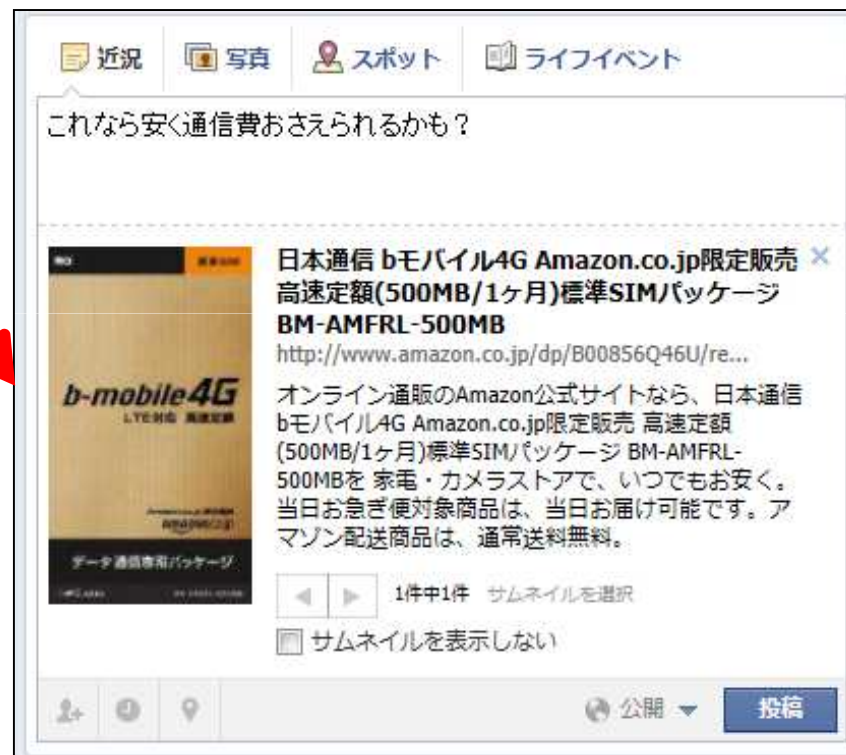 近況 写真 スポット ライフイベント
これなら安く通信費おさえられるかも？
日本通信 bモバイル4G Amazon.co.jp限定販売
高速定額(500MB/1ヶ月)標準SIMパッケージ
BM-AMFRL-500MB
http://www.amazon.co.jp/dp/B00856Q46U/re...
オンライン通販のAmazon公式サイトなら、日本通信
bモバイル4G Amazon.co.jp限定販売 高速定額
(500MB/1ヶ月)標準SIMパッケージ BM-AMFRL-
500MBを 家電・カメラストアで、いつでもお安く。
当日お急ぎ便対象商品は、当日お届け可能です。ア
マゾン配送商品は、通常送料無料。
b-mobile4G
LTE対応 高速定額
データ通信専用パッケージ
1件中1件 サムネイルを選択
サムネイルを表示しない
公開 投稿